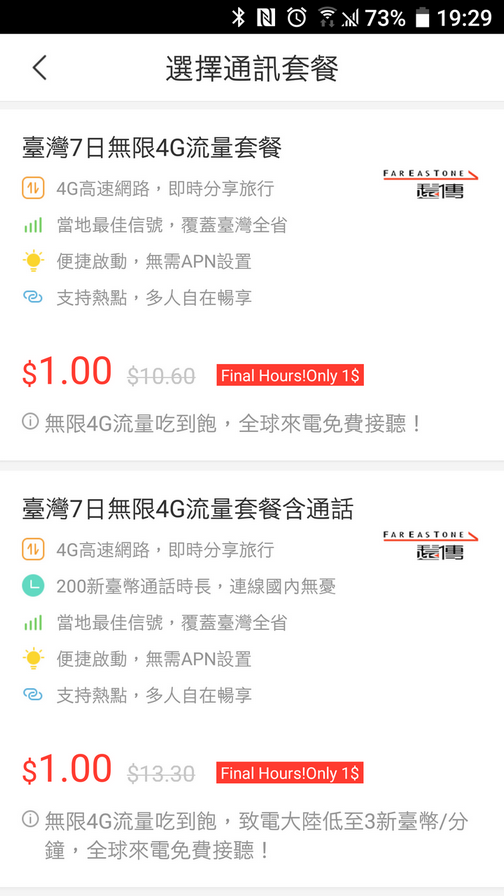 73% 19:29
選擇通訊套餐
臺灣7日無限4G流量套餐
FAREASTONE
遠傳
4G高速網路，即時分享旅行
當地最佳信號，覆蓋臺灣全省
便捷啟動，無需APN設置
支持熱點，多人自在暢享
$1.00 $10.60 Final Hours!Only 1$
無限4G流量吃到飽，全球來電免費接聽！
臺灣7日無限4G流量套餐含通話
FAREASTONE
遠傳
4G高速網路，即時分享旅行
200新臺幣通話時長，連線國內無憂
當地最佳信號，覆蓋臺灣全省
便捷啟動，無需APN設置
支持熱點，多人自在暢享
$1.00 $13.30 Final Hours!Only 1$
無限4G流量吃到飽，致電大陸低至3新臺幣/分
鐘，全球來電免費接聽！